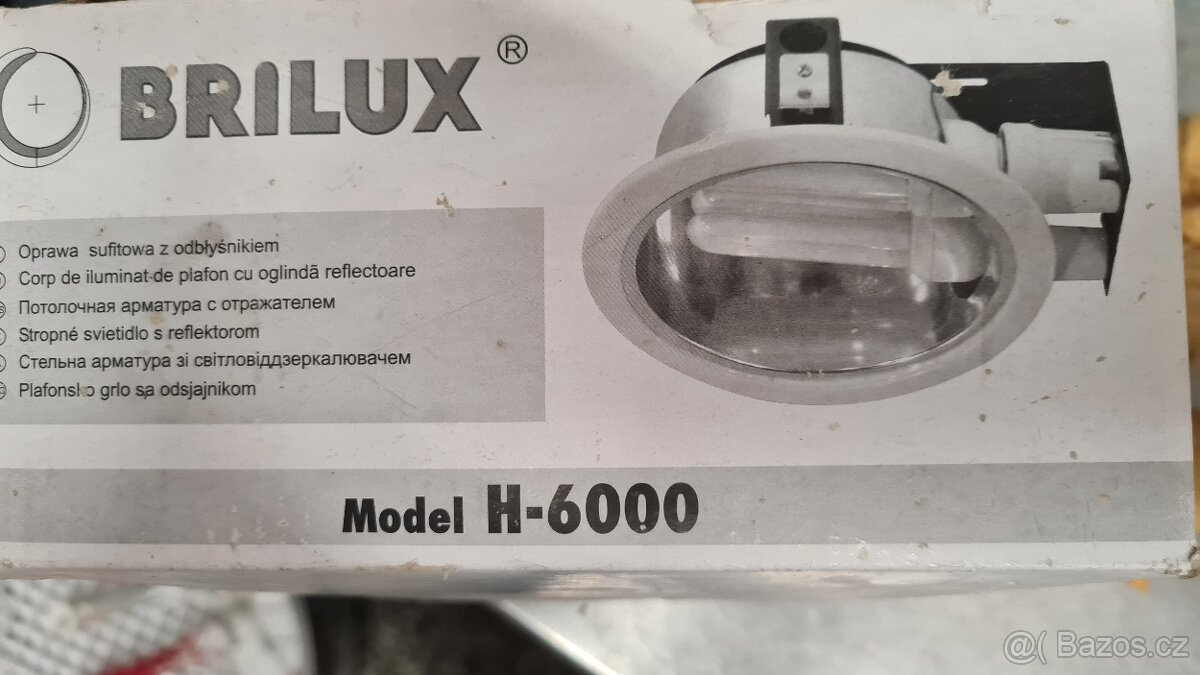 BRILUX®
Oprawa sufitowa z odbłyśnikiem
Corp de iluminat-de plafon cu oglindã reflectoare
Потолочная арматура с отражателем
Stropné svietidlo s reflektorom
Стельна арматура зі світловіддзеркалювачем
Plafonsko grlo sa odsjajnikom
Model H-6000
@( Bazos.cz